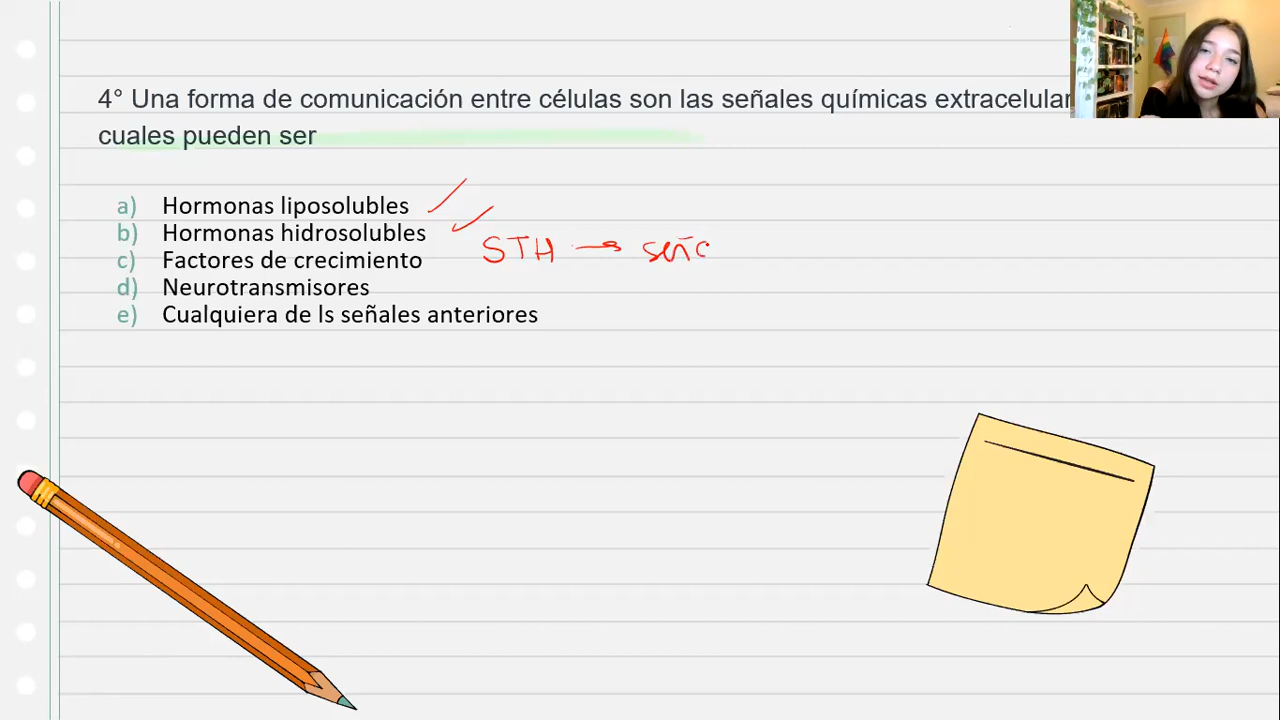 4° Una forma de comunicación entre células son las señales químicas extracelular
cuales pueden ser
a) Hormonas liposolubles
b) Hormonas hidrosolubles
STH → seña
c) Factores de crecimiento
d) Neurotransmisores
e) Cualquiera de ls señales anteriores